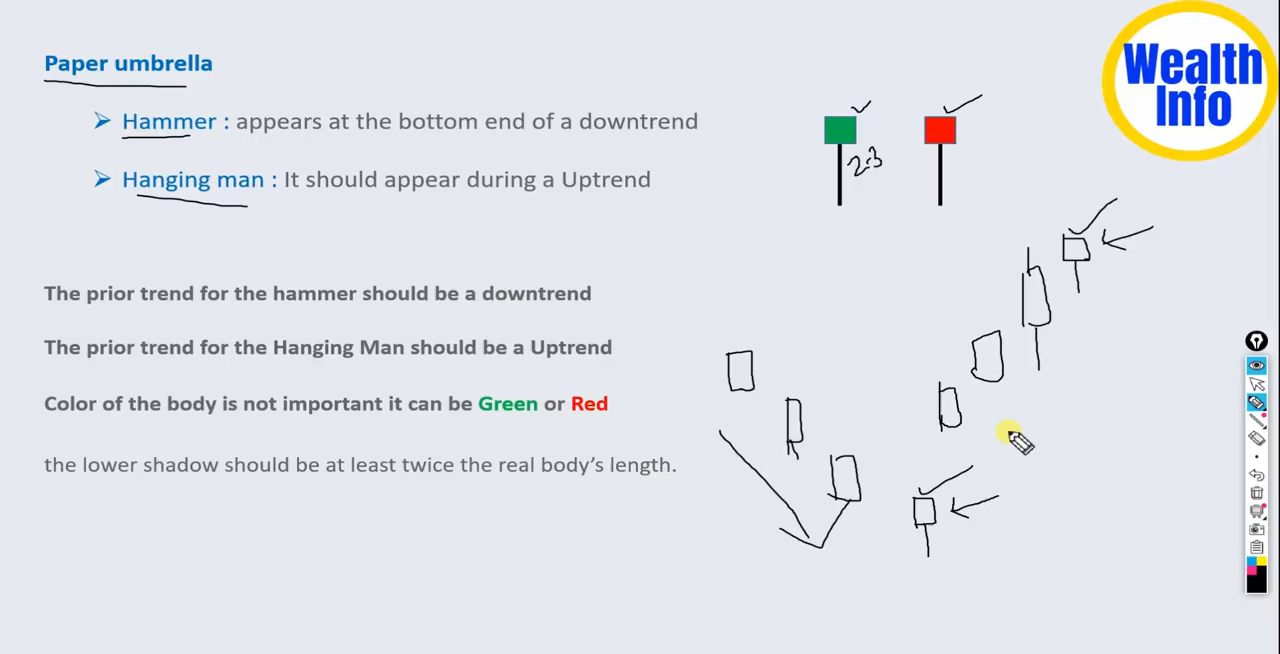 Paper umbrella
Hammer : appears at the bottom end of a downtrend
Hanging man : It should appear during a Uptrend
The prior trend for the hammer should be a downtrend
The prior trend for the Hanging Man should be a Uptrend
Color of the body is not important it can be Green or Red
the lower shadow should be at least twice the real body’s length.
2-3
Wealth
Info